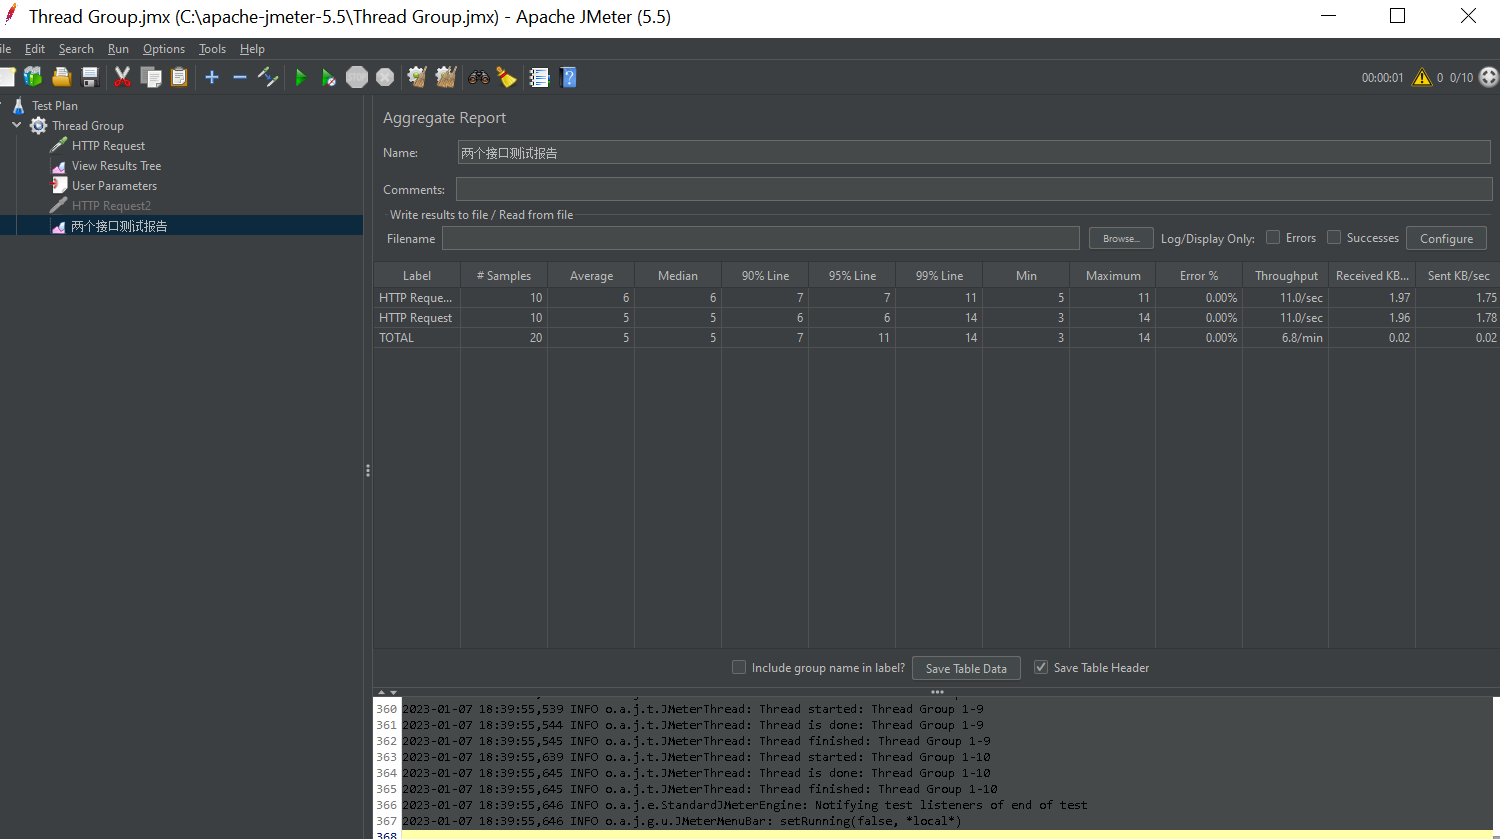 Thread Group.jmx (C:\apache-jmeter-5.5\Thread Group.jmx) - Apache JMeter (5.5)
ile Edit Search Run Options Tools Help
00:00:01 0 0/10
Test Plan
Thread Group
HTTP Request
View Results Tree
User Parameters
HTTP Request2
两个接口测试报告
Aggregate Report
Name: 两个接口测试报告
Comments:
Write results to file / Read from file
Filename Browse... Log/Display Only: Errors Successes Configure
Label # Samples Average Median 90% Line 95% Line 99% Line Min Maximum Error % Throughput Received KB... Sent KB/sec
HTTP Reque... 10 6 6 7 7 11 5 11 0.00% 11.0/sec 1.97 1.75
HTTP Request 10 5 5 6 6 14 3 14 0.00% 11.0/sec 1.96 1.78
TOTAL 20 5 5 7 11 14 3 14 0.00% 6.8/min 0.02 0.02
Include group name in label? Save Table Data Save Table Header
360 2023-01-07 18:39:55,539 INFO o.a.j.t.JMeterThread: Thread started: Thread Group 1-9
361 2023-01-07 18:39:55,544 INFO o.a.j.t.JMeterThread: Thread is done: Thread Group 1-9
362 2023-01-07 18:39:55,545 INFO o.a.j.t.JMeterThread: Thread finished: Thread Group 1-9
363 2023-01-07 18:39:55,639 INFO o.a.j.t.JMeterThread: Thread started: Thread Group 1-10
364 2023-01-07 18:39:55,645 INFO o.a.j.t.JMeterThread: Thread is done: Thread Group 1-10
365 2023-01-07 18:39:55,645 INFO o.a.j.t.JMeterThread: Thread finished: Thread Group 1-10
366 2023-01-07 18:39:55,646 INFO o.a.j.e.StandardJMeterEngine: Notifying test listeners of end of test
367 2023-01-07 18:39:55,646 INFO o.a.j.g.u.JMeterMenuBar: setRunning(false, *local*)
368